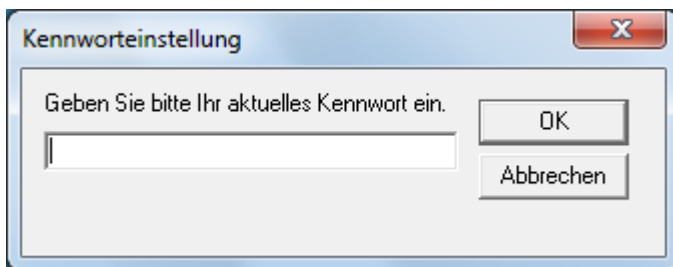 Kennworteinstellung
Geben Sie bitte Ihr aktuelles Kennwort ein.
OK
Abbrechen